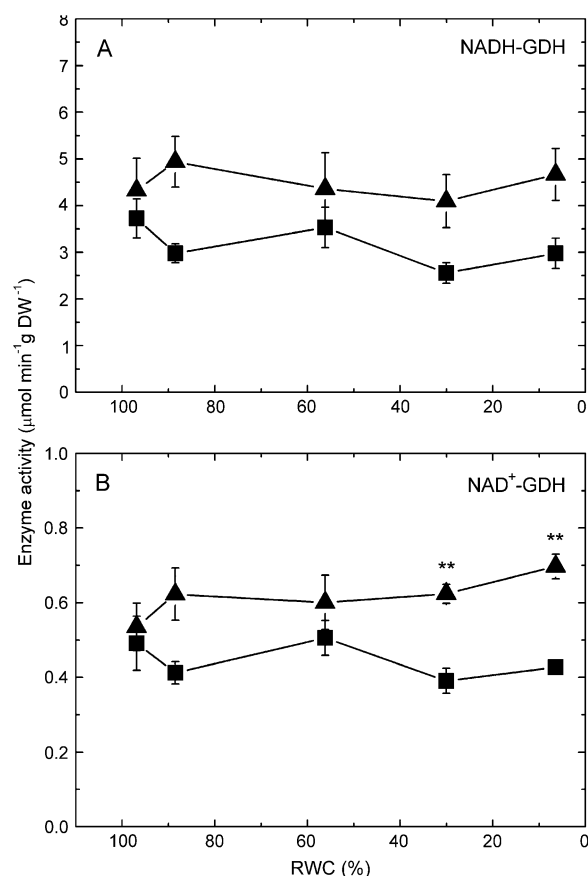 A
NADH-GDH
8
7
6
5
4
3
2
1
0
100 80 60 40 20 0
Enzyme activity (μmol min⁻¹g DW⁻¹)
B
NAD⁺-GDH
**
**
1.0
0.8
0.6
0.4
0.2
0.0
100 80 60 40 20 0
RWC (%)